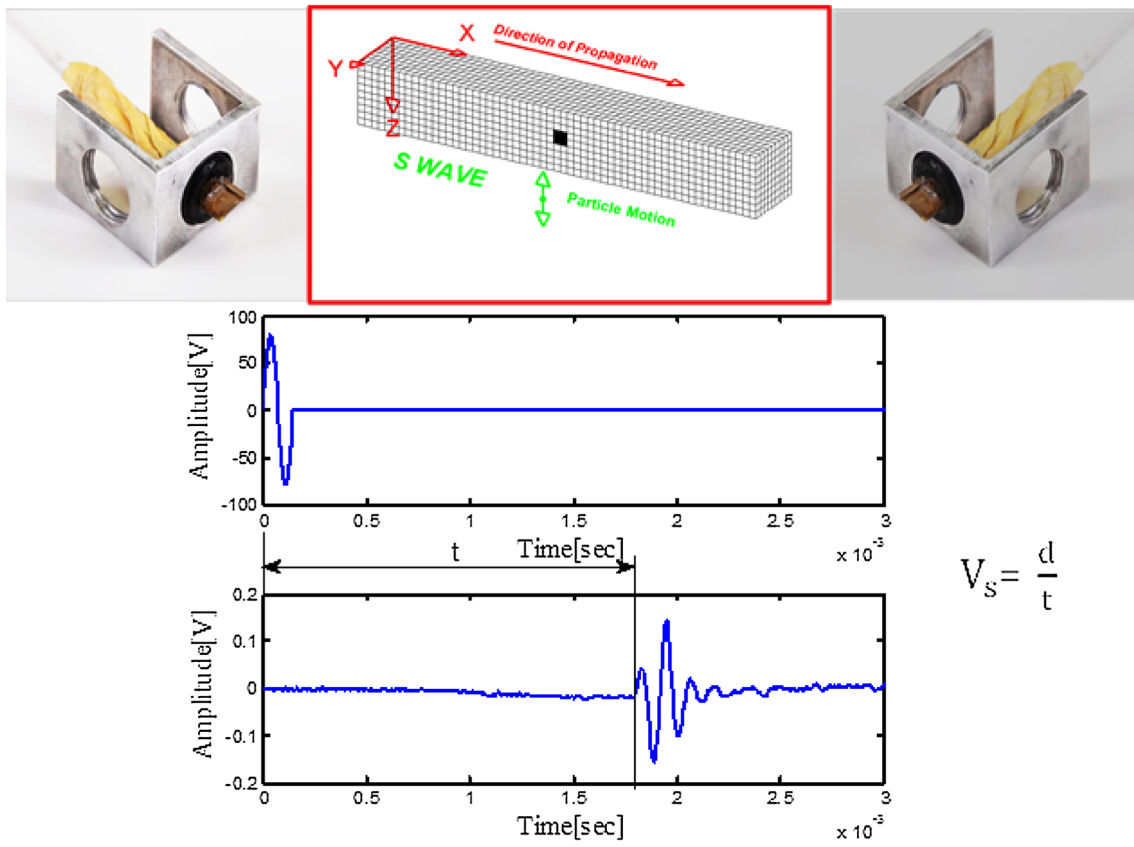 X
Direction of Propagation
Y
Z
S WAVE
Particle Motion
100
50
0
-50
-100
Amplitude[V]
0 0.5 1 1.5 2 2.5 3
Time[sec]
x 10⁻³
t
V_S = d/t
0.2
0.1
0
-0.1
-0.2
Amplitude[V]
0 0.5 1 1.5 2 2.5 3
Time[sec]
x 10⁻³